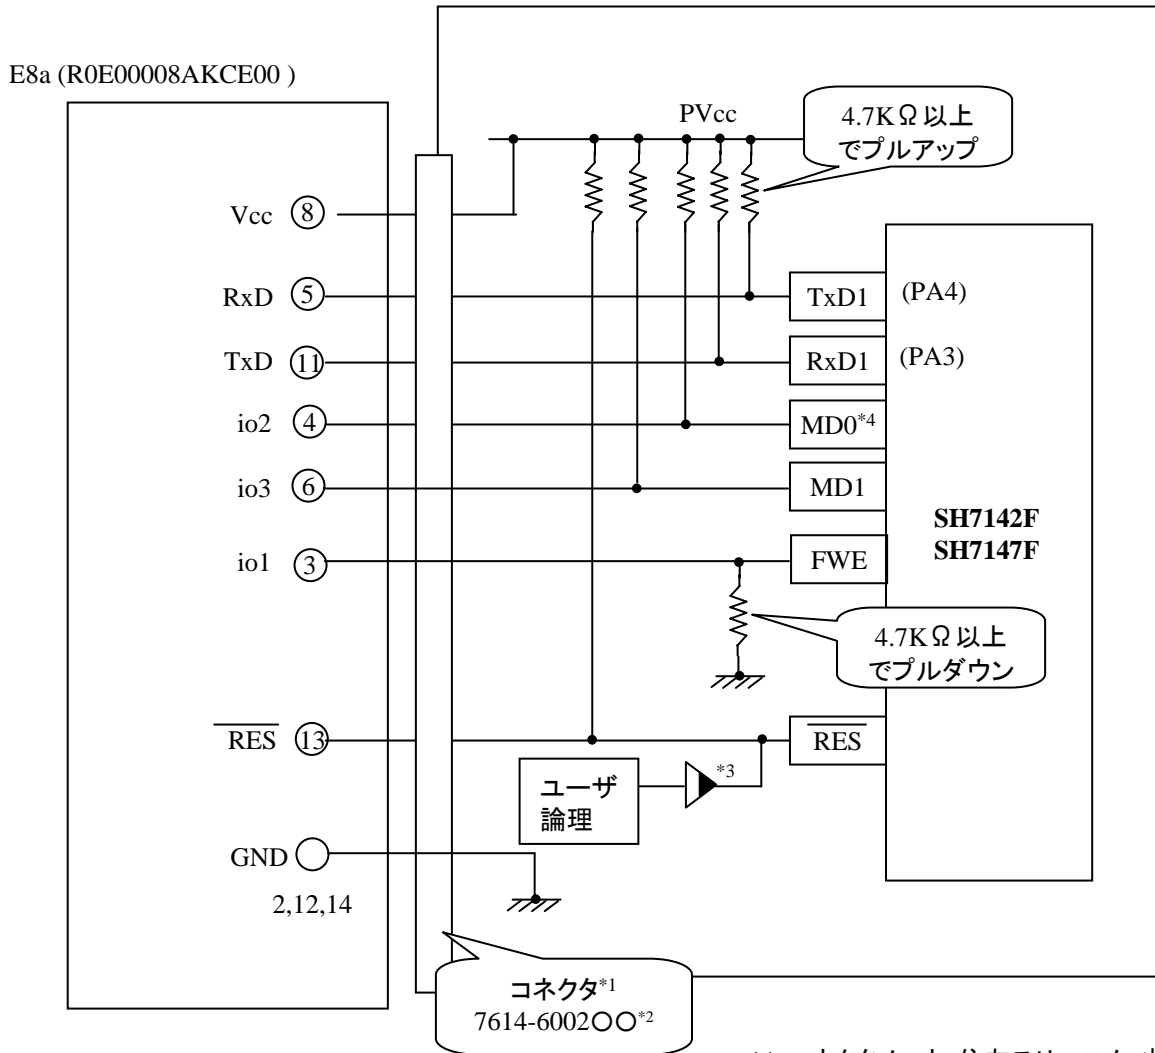 E8a (R0E00008AKCE00 )
PVcc
4.7KΩ以上
でプルアップ
Vcc ⑧
RxD ⑤
TxD1 (PA4)
TxD ⑪
RxD1 (PA3)
io2 ④
MD0*4
io3 ⑥
MD1
SH7142F
SH7147F
io1 ③
FWE
4.7KΩ以上
でプルダウン
RES ⑬
RES
ユーザ
論理
*3
GND
2,12,14
コネクタ*1
7614-6002〇〇*2